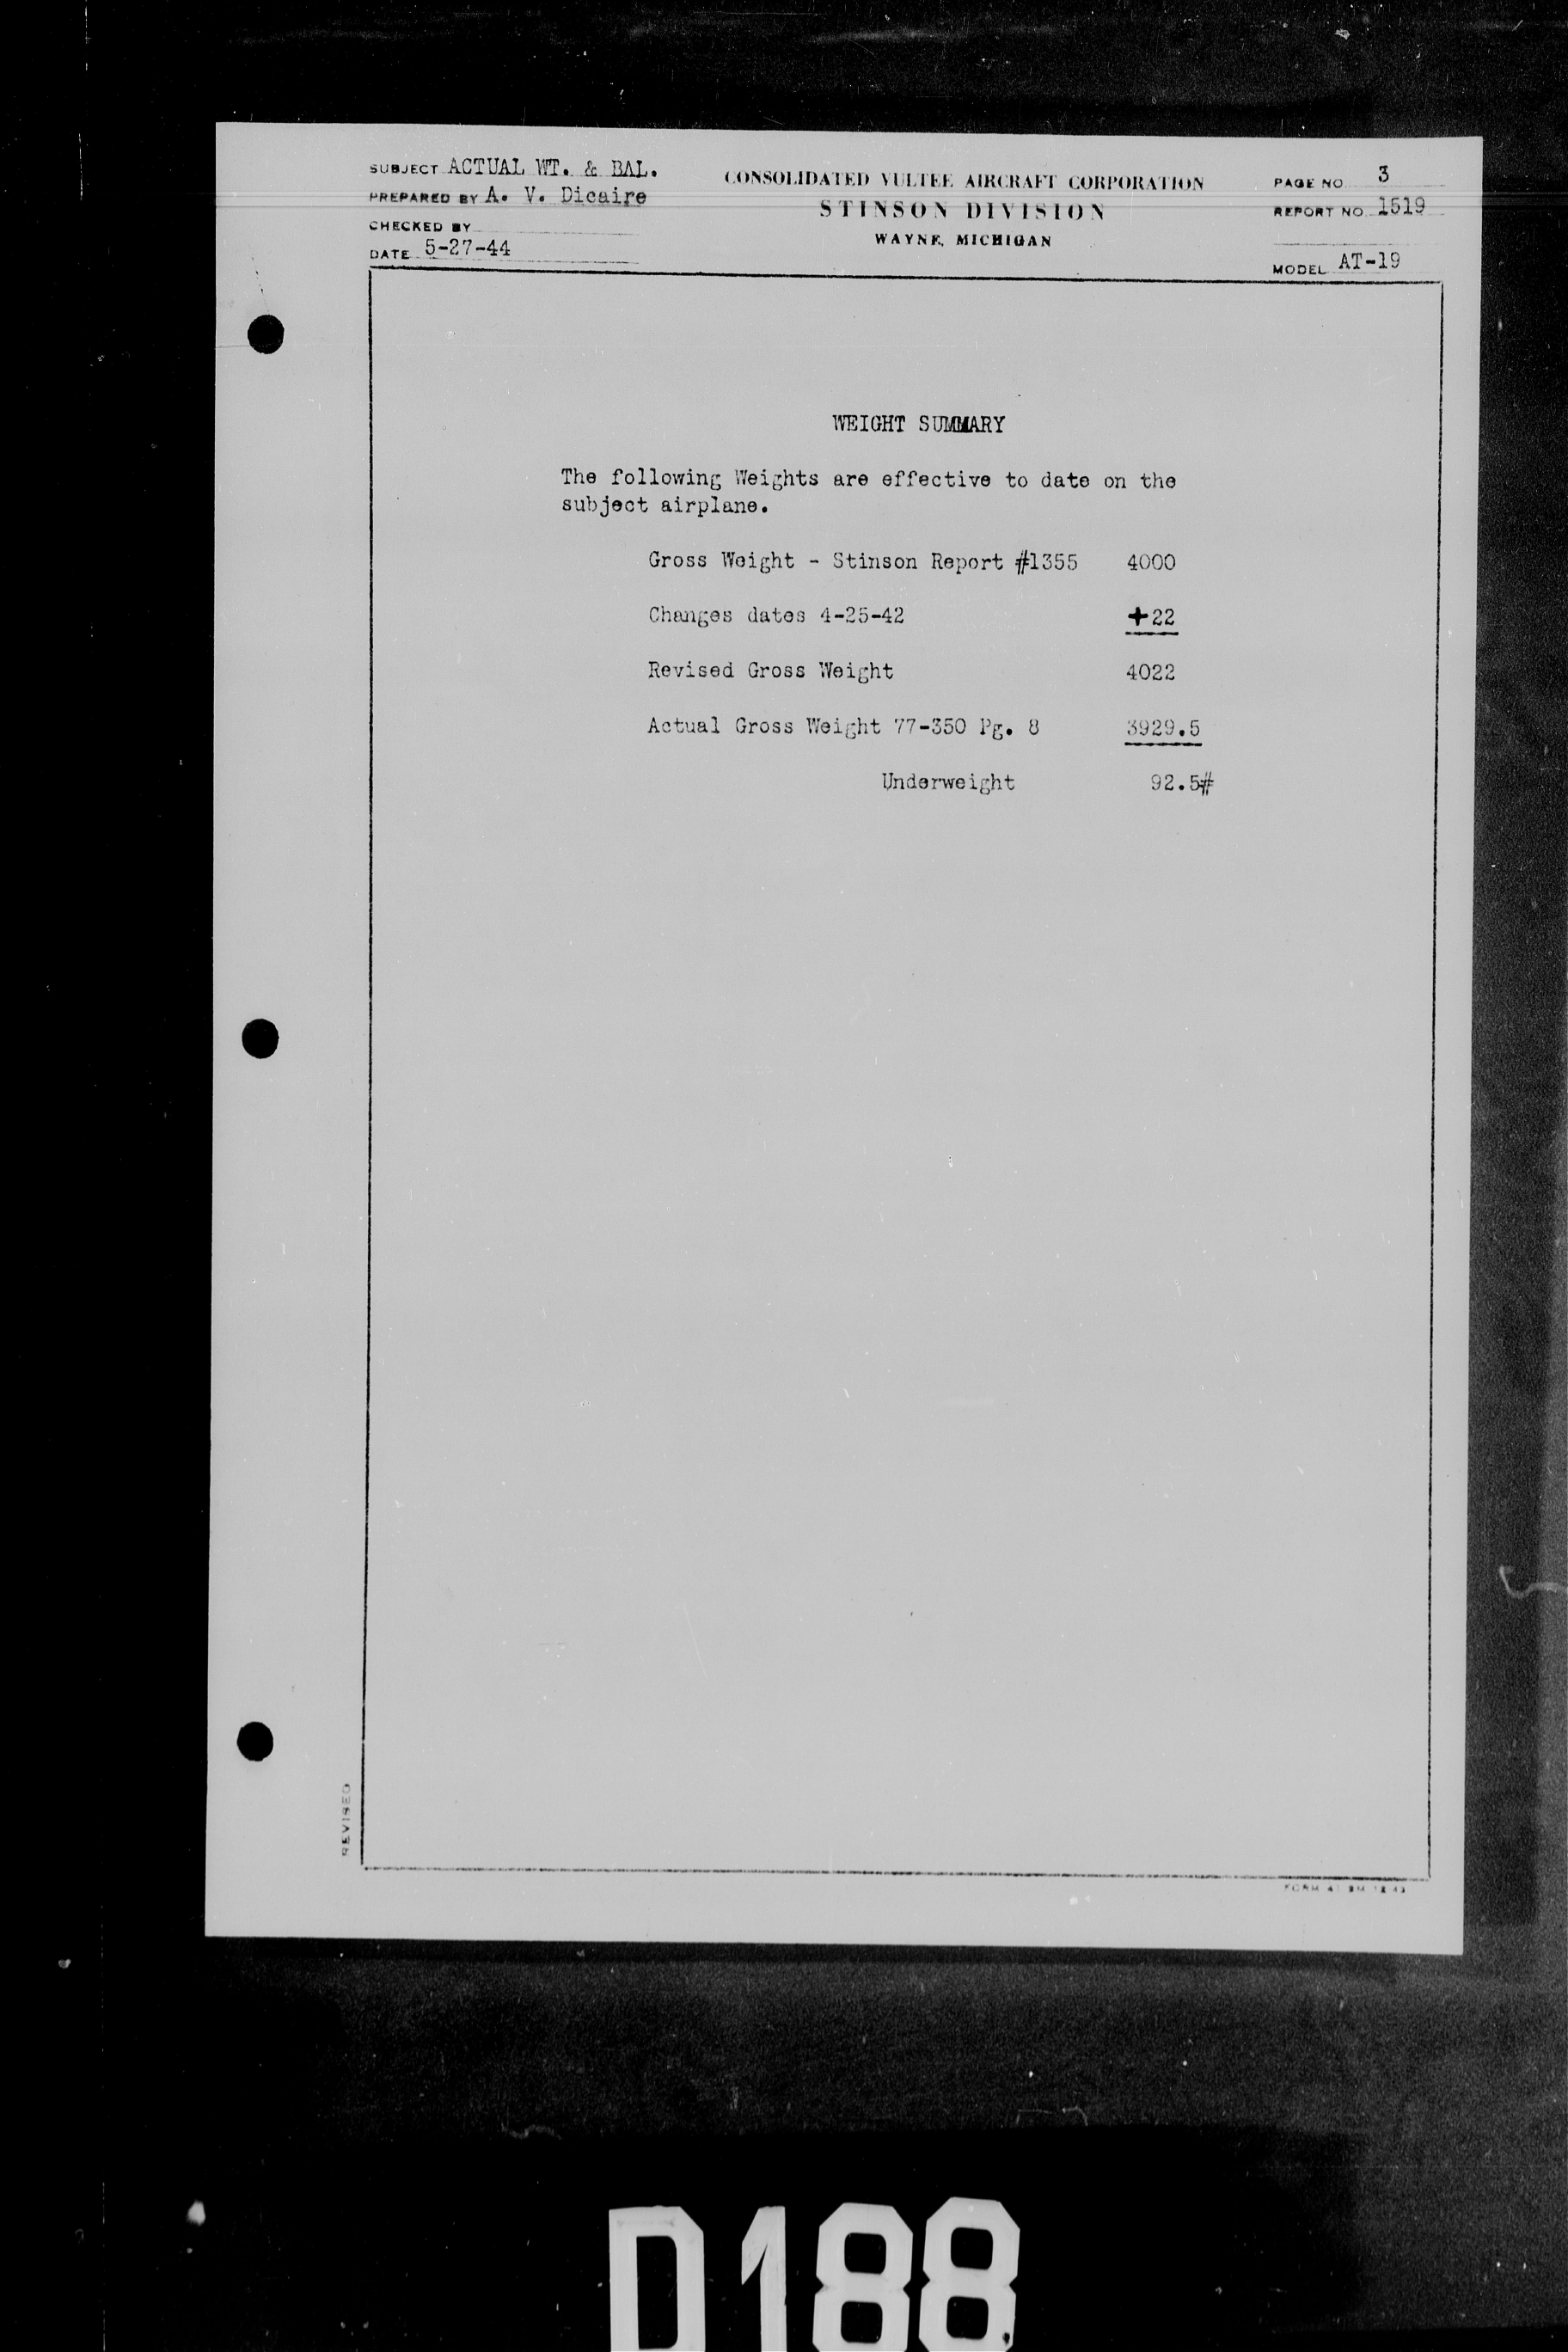 SUBJECT ACTUAL WT. & BAL.
PREPARED BY A. V. Dicaire
CHECKED BY
DATE 5-27-44
CONSOLIDATED VULTEE AIRCRAFT CORPORATION
STINSON DIVISION
WAYNE, MICHIGAN
PAGE NO 3
REPORT NO. 1519
MODEL AT-19
WEIGHT SUMMARY
The following Weights are effective to date on the
subject airplane.
Gross Weight - Stinson Report #1355 4000
Changes dates 4-25-42 +22
Revised Gross Weight 4022
Actual Gross Weight 77-350 Pg. 8 3929.5
Underweight 92.5#
REVISED
FORM
D188